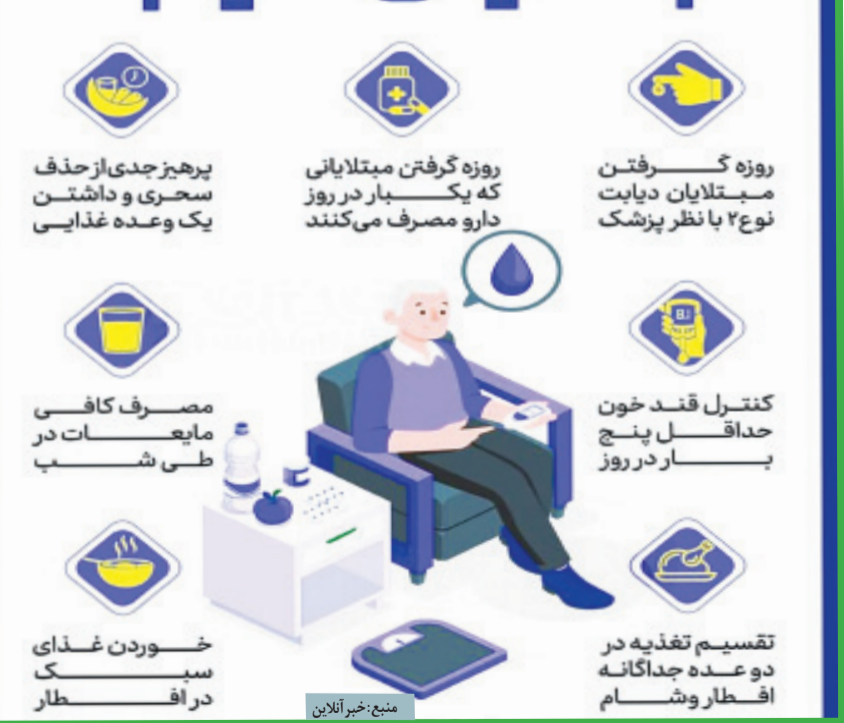 روزه گرفتن
مبتلایان دیابت
نوع۲ با نظر پزشک
روزه گرفتن مبتلایانی
که یکبار در روز
دارو مصرف می‌کنند
پرهیز جدی از حذف
سحری و داشتن
یک وعده غذایی
کنترل قند خون
حداقل پنج
بار در روز
مصرف کافی
مایعات در
طی شب
تقسیم تغذیه در
دو عده جداگانه
افطار وشام
خوردن غذای
سبک
در افطار
منبع: خبرآنلاین